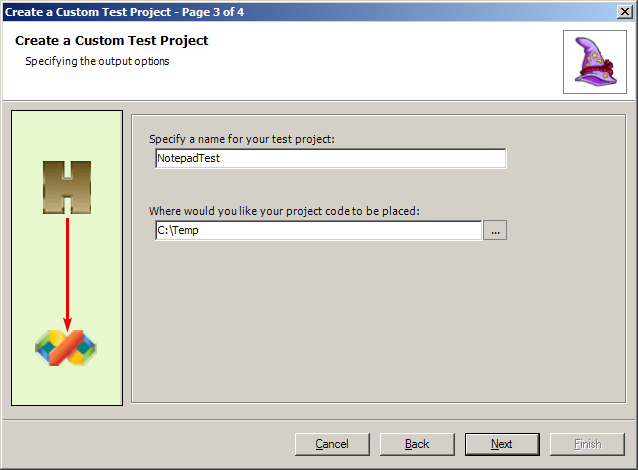 Create a Custom Test Project - Page 3 of 4
Create a Custom Test Project
Specifying the output options
H
Specify a name for your test project:
NotepadTest
Where would you like your project code to be placed:
C:\Temp
...
Cancel
Back
Next
Finish